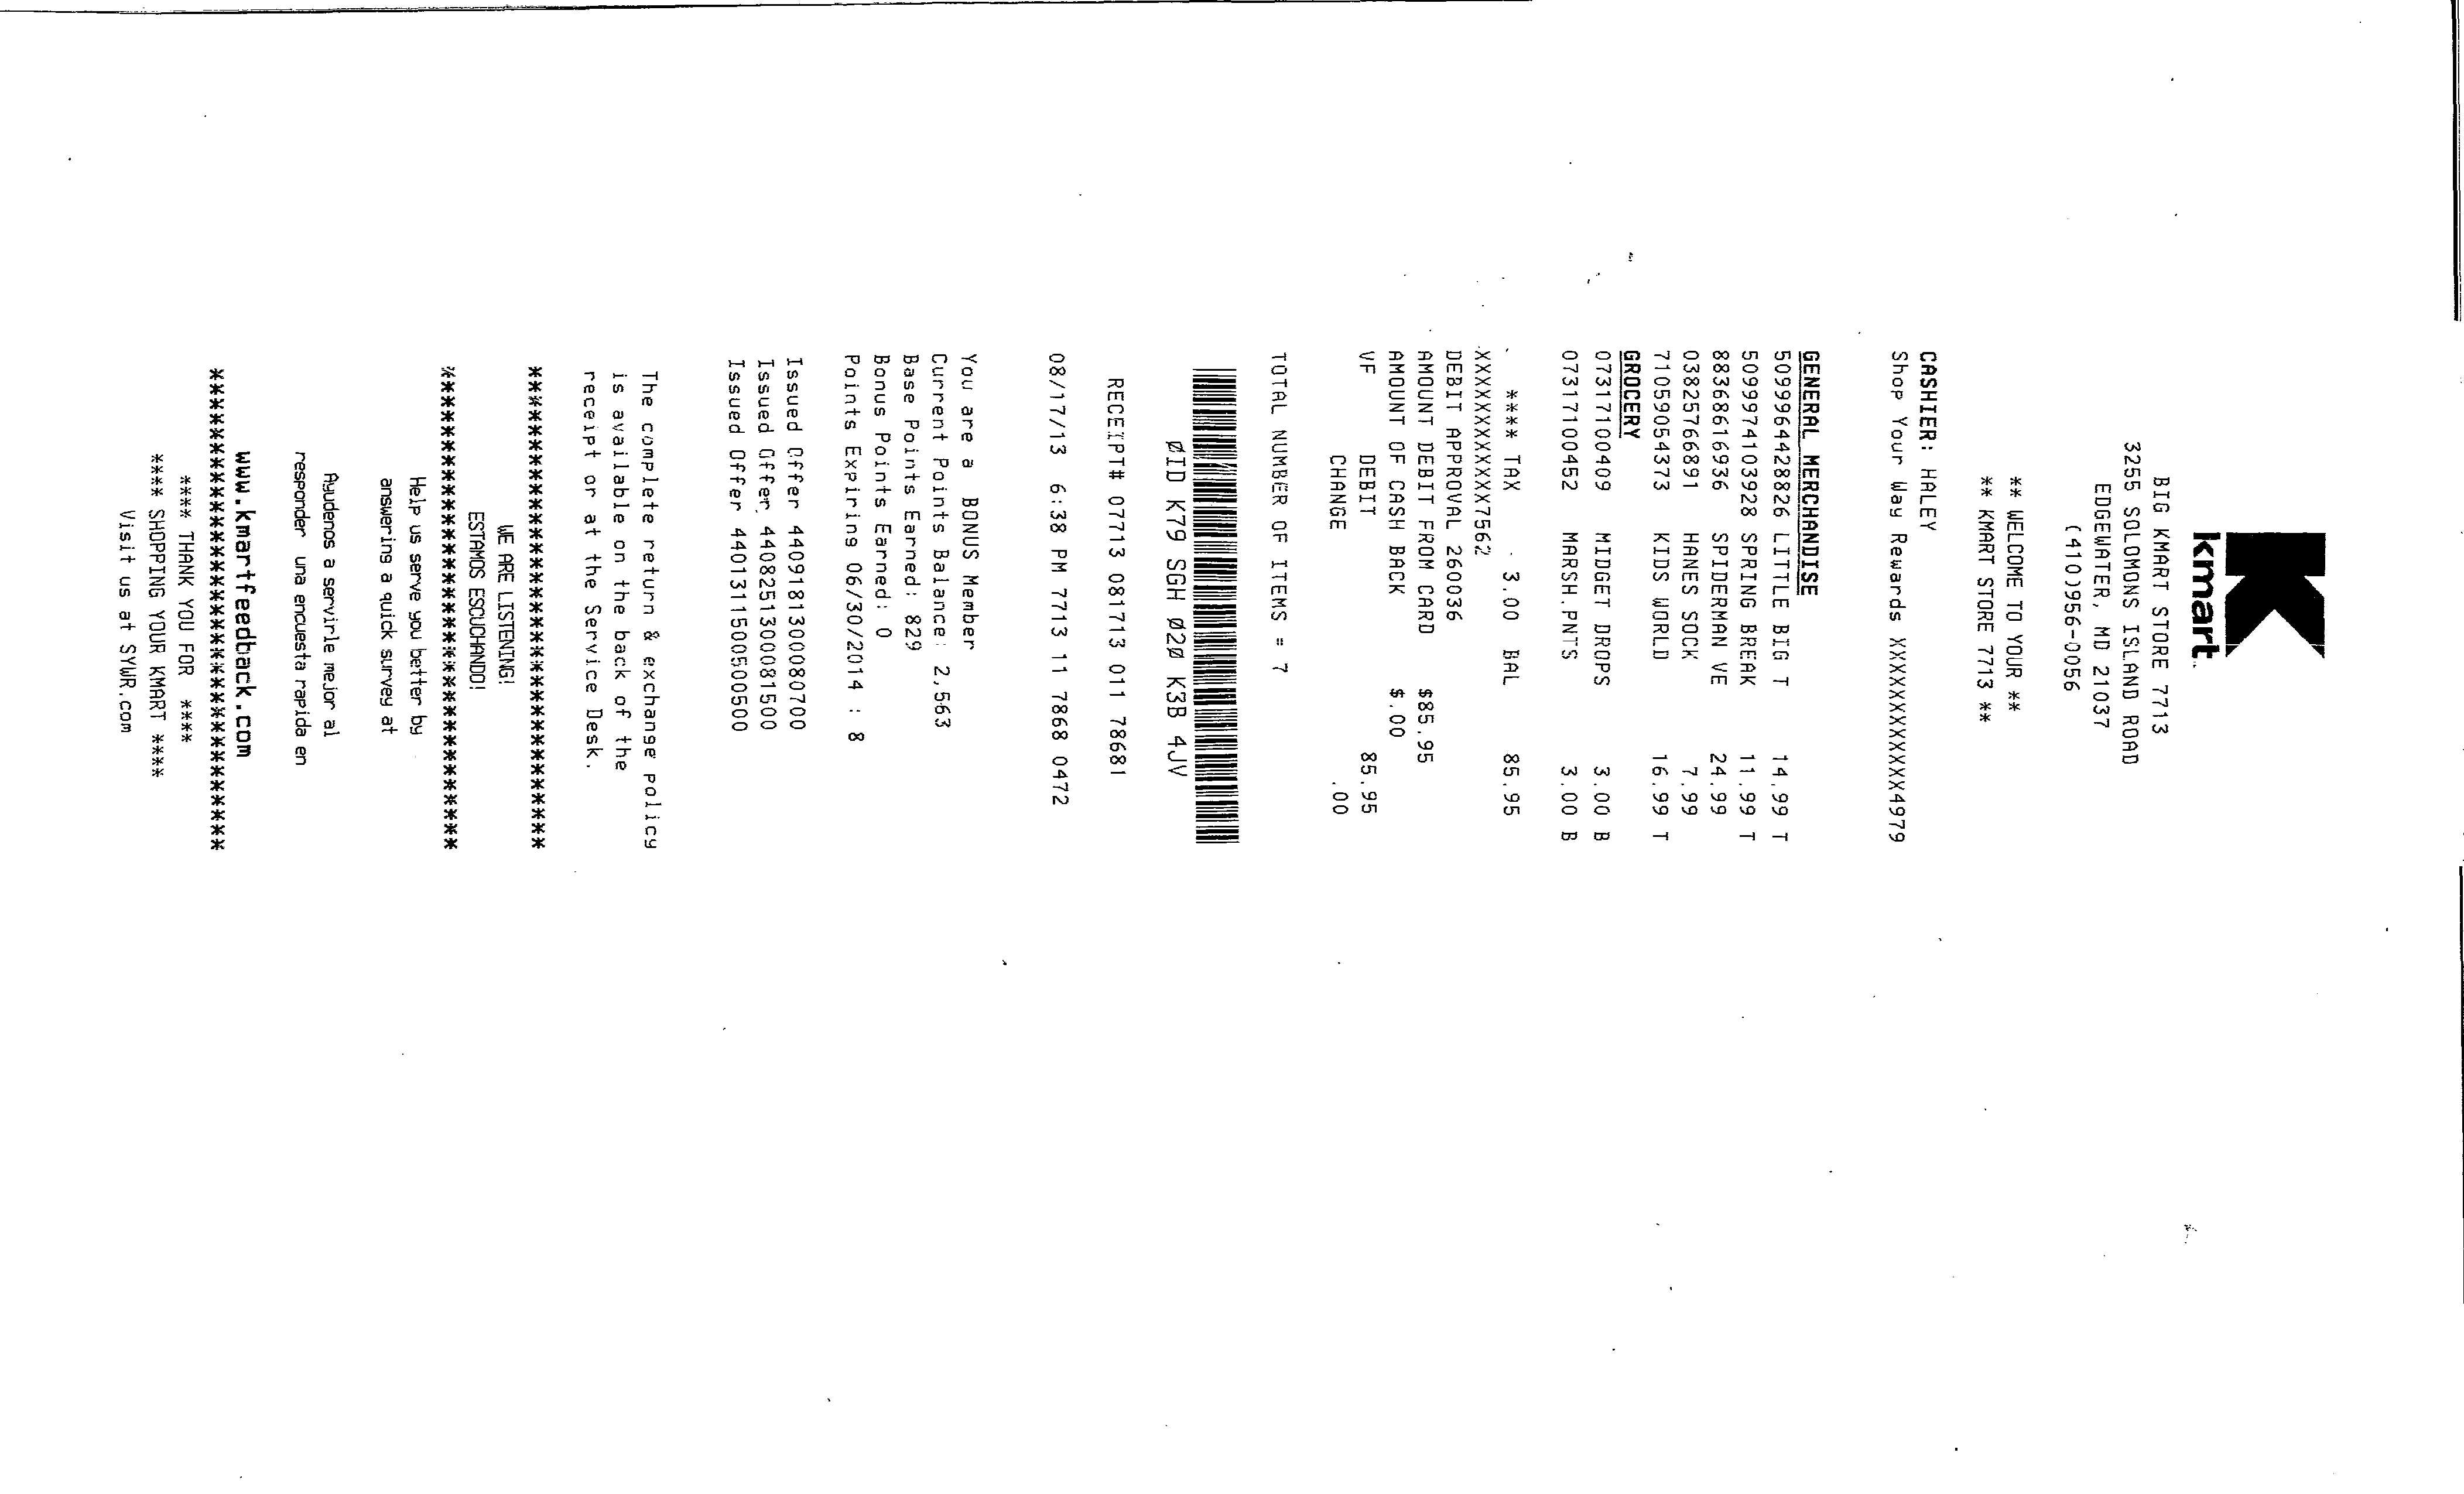 kmart
BIG KMART STORE 7713
3255 SOLOMONS ISLAND ROAD
EDGEWATER, MD 21037
(410)956-0056
** WELCOME TO YOUR **
** KMART STORE 7713 **
CASHIER: HALEY
Shop Your Way Rewards XXXXXXXXXXXX4979
GENERAL MERCHANDISE
5099964428826 LITTLE BIG T 14.99 T
5099974103928 SPRING BREAK 11.99 T
88368616936 SPIDERMAN VE 24.99
03825766891 HANES SOCK 7.99
71059054373 KIDS WORLD 16.99 T
GROCERY
07317100409 MIDGET DROPS 3.00 B
07317100452 MARSH.PNTS 3.00 B
**** TAX 3.00 BAL 85.95
XXXXXXXXXXXX7562
DEBIT APPROVAL 260036
AMOUNT DEBIT FROM CARD $85.95
AMOUNT OF CASH BACK $.00
VF DEBIT 85.95
CHANGE .00
TOTAL NUMBER OF ITEMS = 7
ØID K79 SGH Ø2Ø K3B 4JV
RECEIPT# 07713 081713 011 78681
08/17/13 6:38 PM 7713 11 7868 0472
You are a BONUS Member
Current Points Balance: 2,563
Base Points Earned: 829
Bonus Points Earned: 0
Points Expiring 06/30/2014 : 8
Issued Offer 4409181300080700
Issued Offer 4408251300081500
Issued Offer 4401311500500500
The complete return & exchange policy
is available on the back of the
receipt or at the Service Desk.
****************************************
WE ARE LISTENING!
ESTAMOS ESCUCHANDO!
****************************************
Help us serve you better by
answering a quick survey at
Ayudenos a servirle mejor al
responder una encuesta rapida en
www.kmartfeedback.com
****************************************
**** THANK YOU FOR ****
**** SHOPPING YOUR KMART ****
Visit us at SYWR.com